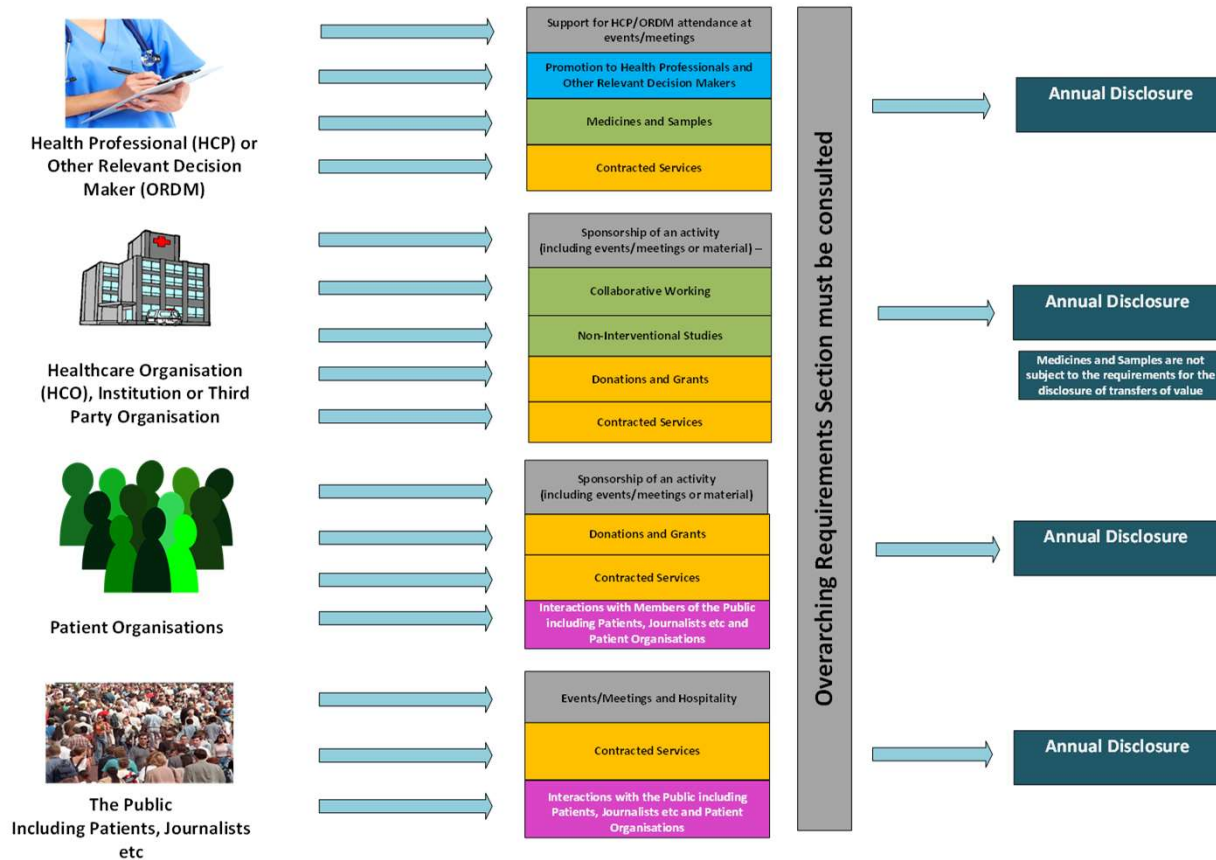 Support for HCP/ORDM attendance at
events/meetings
Promotion to Health Professionals and
Other Relevant Decision Makers
Medicines and Samples
Contracted Services
Health Professional (HCP) or
Other Relevant Decision
Maker (ORDM)
Annual Disclosure
Sponsorship of an activity
(including events/meetings or material) –
Collaborative Working
Non-Interventional Studies
Donations and Grants
Contracted Services
Healthcare Organisation
(HCO), Institution or Third
Party Organisation
Annual Disclosure
Medicines and Samples are not
subject to the requirements for the
disclosure of transfers of value
Overarching Requirements Section must be consulted
Sponsorship of an activity
(including events/meetings or material)
Donations and Grants
Contracted Services
Interactions with Members of the Public
including Patients, Journalists etc and
Patient Organisations
Patient Organisations
Annual Disclosure
Events/Meetings and Hospitality
Contracted Services
Interactions with the Public including
Patients, Journalists etc and Patient
Organisations
The Public
Including Patients, Journalists
etc
Annual Disclosure